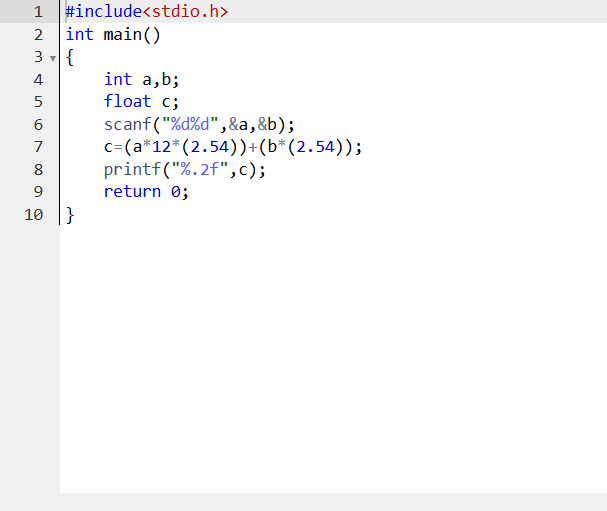 1 #include<stdio.h>
2 int main()
3 {
4 int a,b;
5 float c;
6 scanf("%d%d",&a,&b);
7 c=(a*12*(2.54))+(b*(2.54));
8 printf("%.2f",c);
9 return 0;
10 }